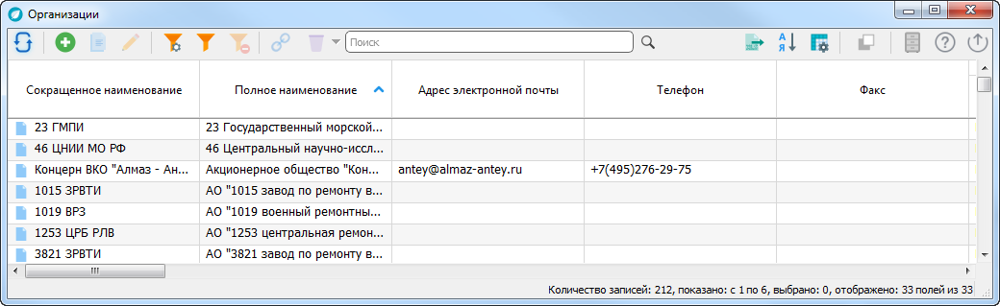 Организации
Поиск
А
Я
Сокращенное наименование Полное наименование Адрес электронной почты Телефон Факс
23 ГМПИ 23 Государственный морской...
46 ЦНИИ МО РФ 46 Центральный научно-иссл...
Концерн ВКО "Алмаз - Ан... Акционерное общество "Кон... antey@almaz-antey.ru +7(495)276-29-75
1015 ЗРВТИ АО "1015 завод по ремонту в...
1019 ВРЗ АО "1019 военный ремонтны...
1253 ЦРБ РЛВ АО "1253 центральная ремон...
3821 ЗРВТИ АО "3821 завод по ремонту в...
Количество записей: 212, показано: с 1 по 6, выбрано: 0, отображено: 33 полей из 33